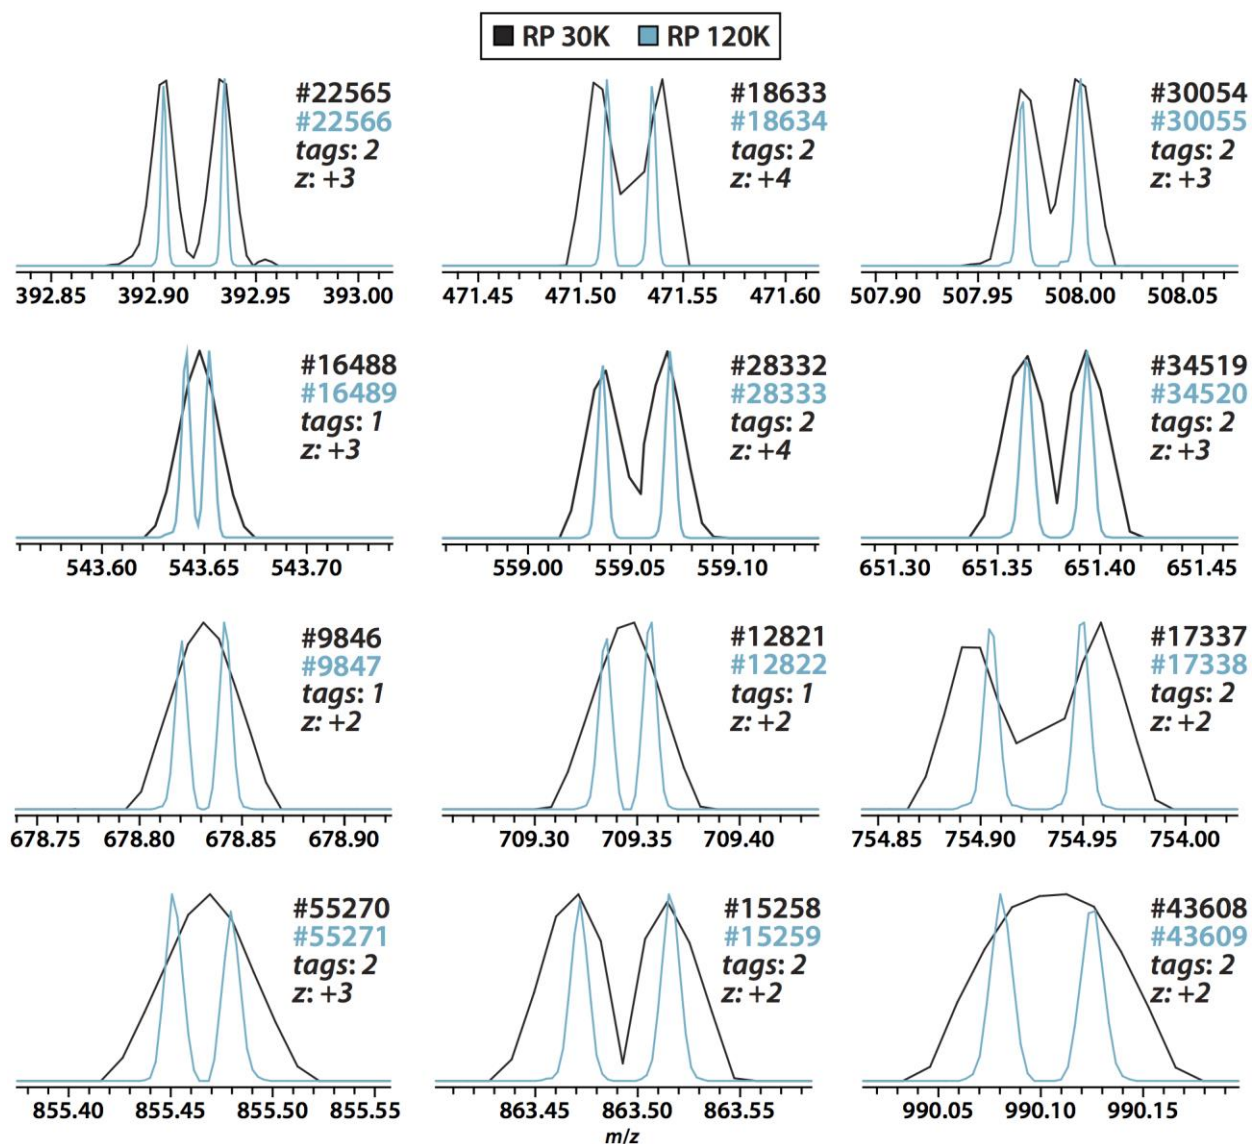 RP 30K RP 120K
#22565
#22566
tags: 2
z: +3
392.85 392.90 392.95 393.00
#18633
#18634
tags: 2
z: +4
471.45 471.50 471.55 471.60
#30054
#30055
tags: 2
z: +3
507.90 507.95 508.00 508.05
#16488
#16489
tags: 1
z: +3
543.60 543.65 543.70
#28332
#28333
tags: 2
z: +4
559.00 559.05 559.10
#34519
#34520
tags: 2
z: +3
651.30 651.35 651.40 651.45
#9846
#9847
tags: 1
z: +2
678.75 678.80 678.85 678.90
#12821
#12822
tags: 1
z: +2
709.30 709.35 709.40
#17337
#17338
tags: 2
z: +2
754.85 754.90 754.95 754.00
#55270
#55271
tags: 2
z: +3
855.40 855.45 855.50 855.55
#15258
#15259
tags: 2
z: +2
863.45 863.50 863.55
#43608
#43609
tags: 2
z: +2
990.05 990.10 990.15
m/z